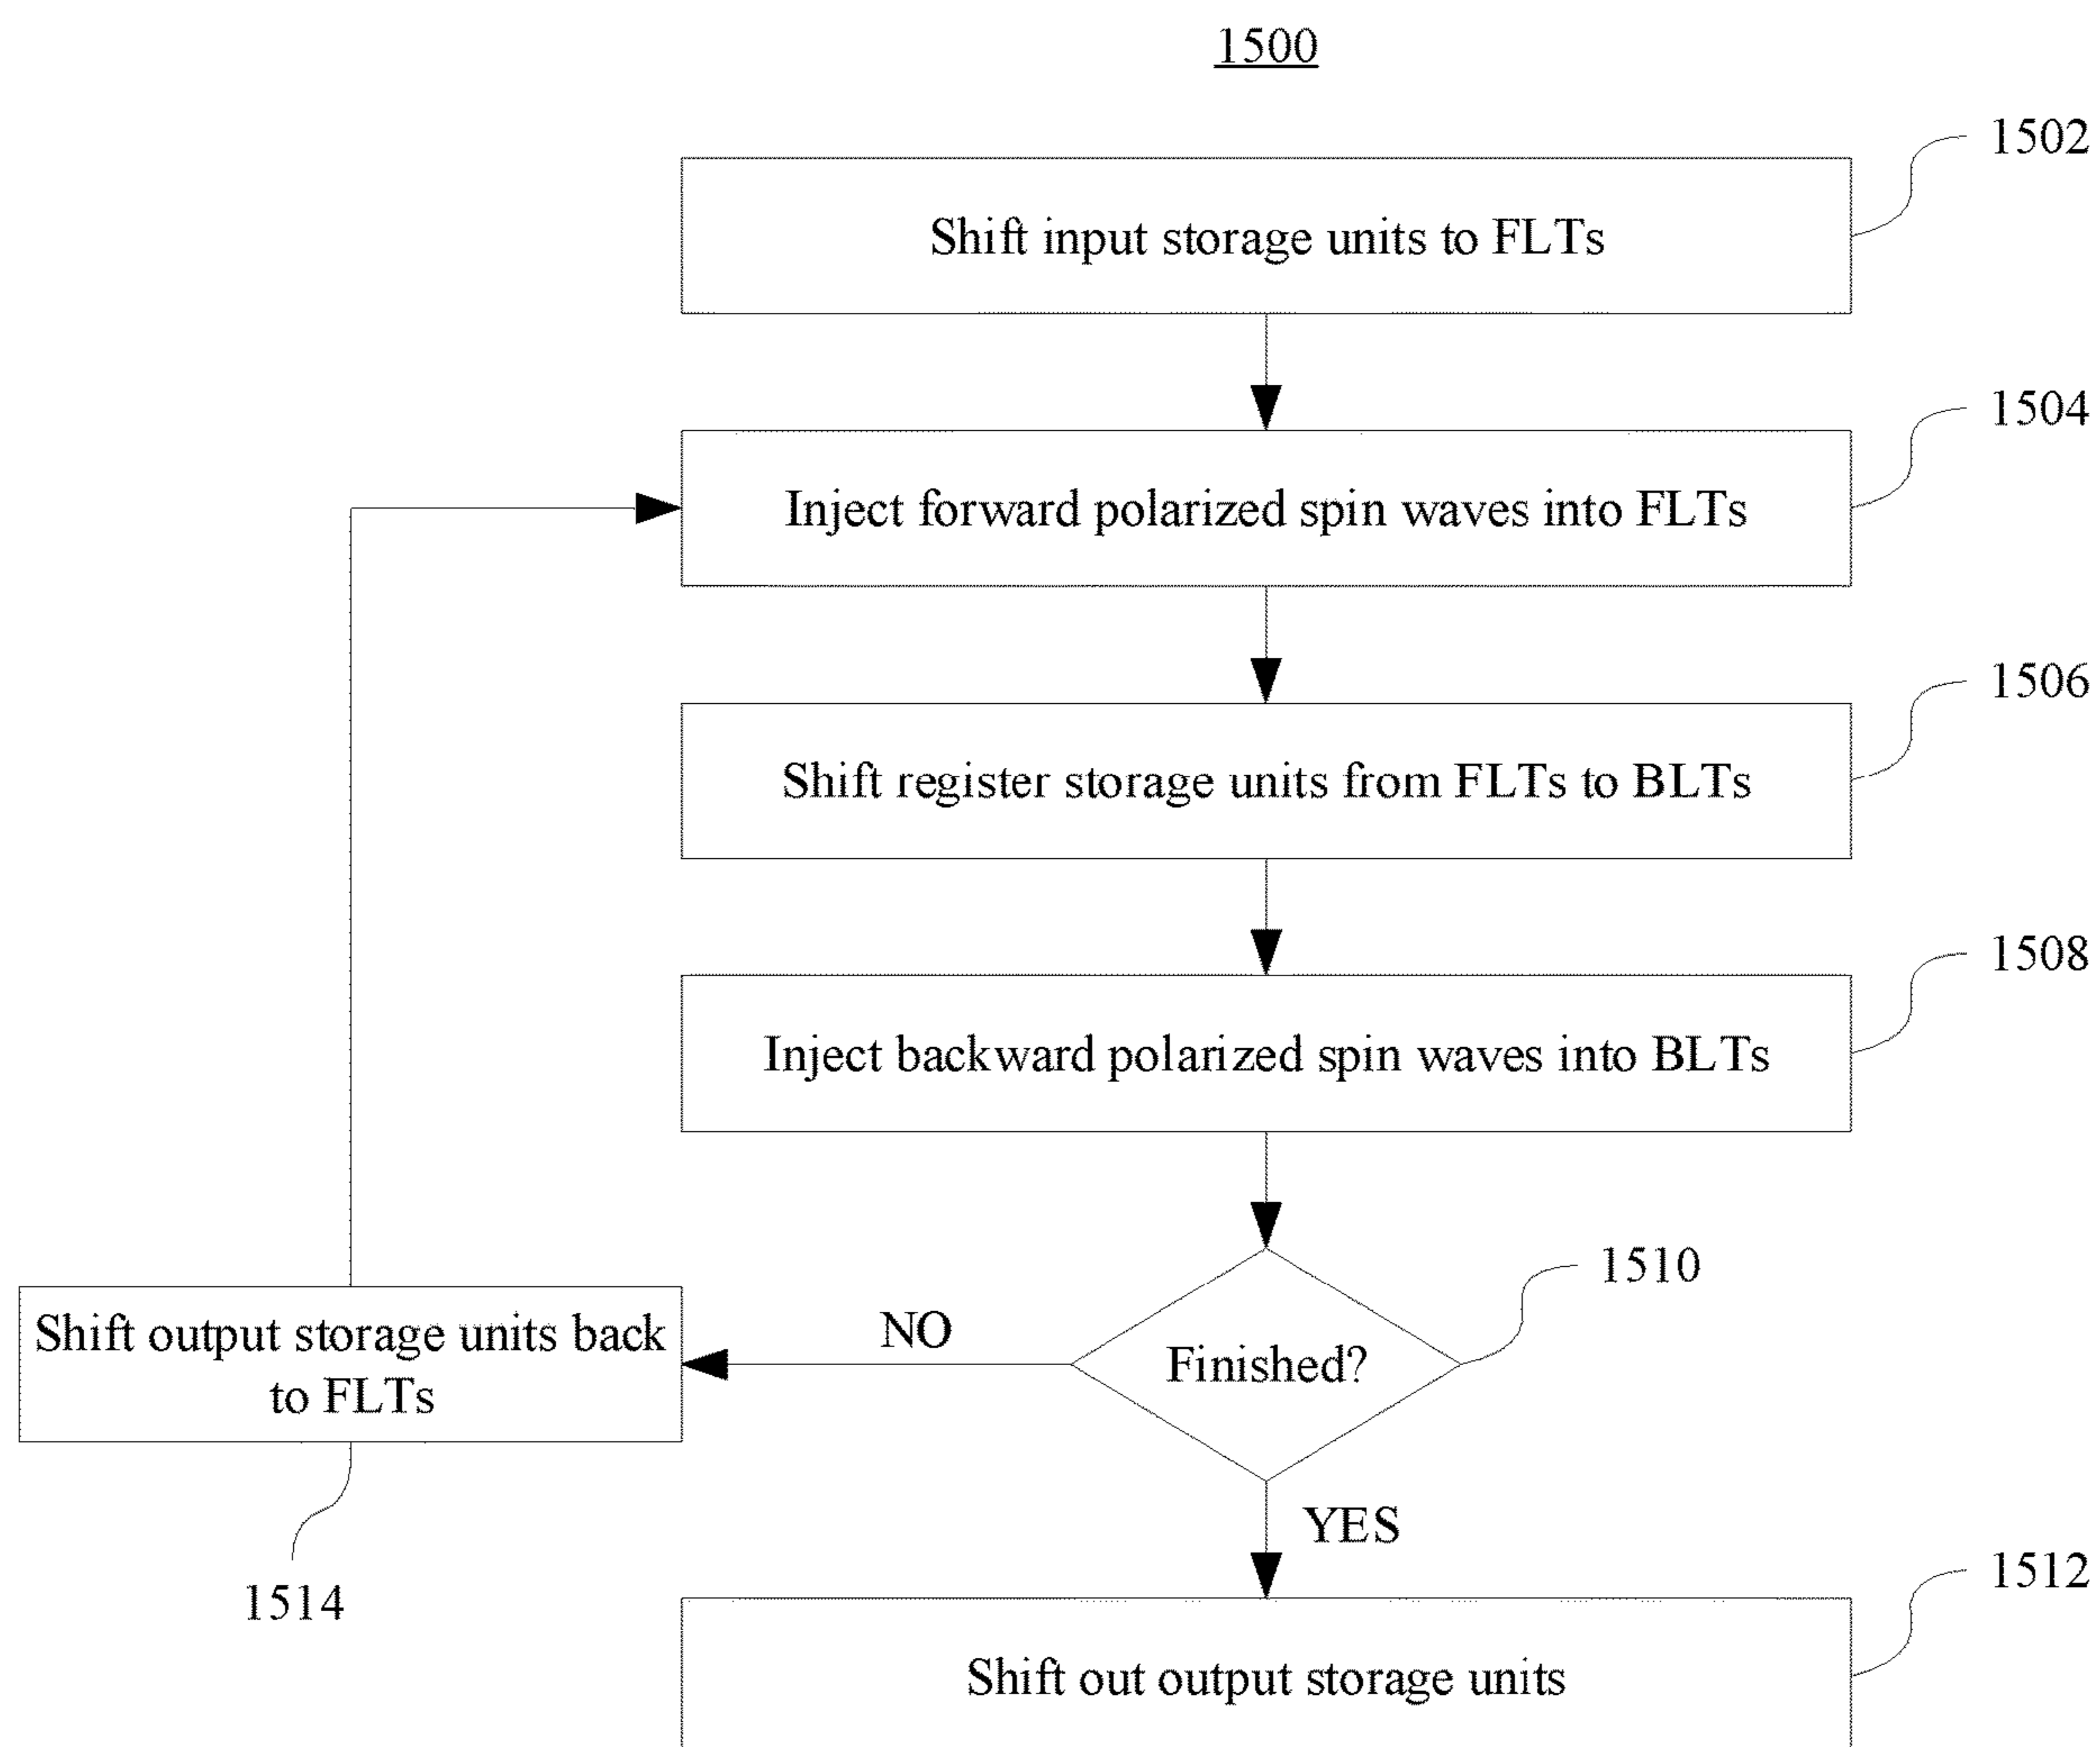 1500
1502
Shift input storage units to FLTs
1504
Inject forward polarized spin waves into FLTs
1506
Shift register storage units from FLTs to BLTs
1508
Inject backward polarized spin waves into BLTs
1510
Finished?
NO
Shift output storage units back
to FLTs
1514
YES
1512
Shift out output storage units